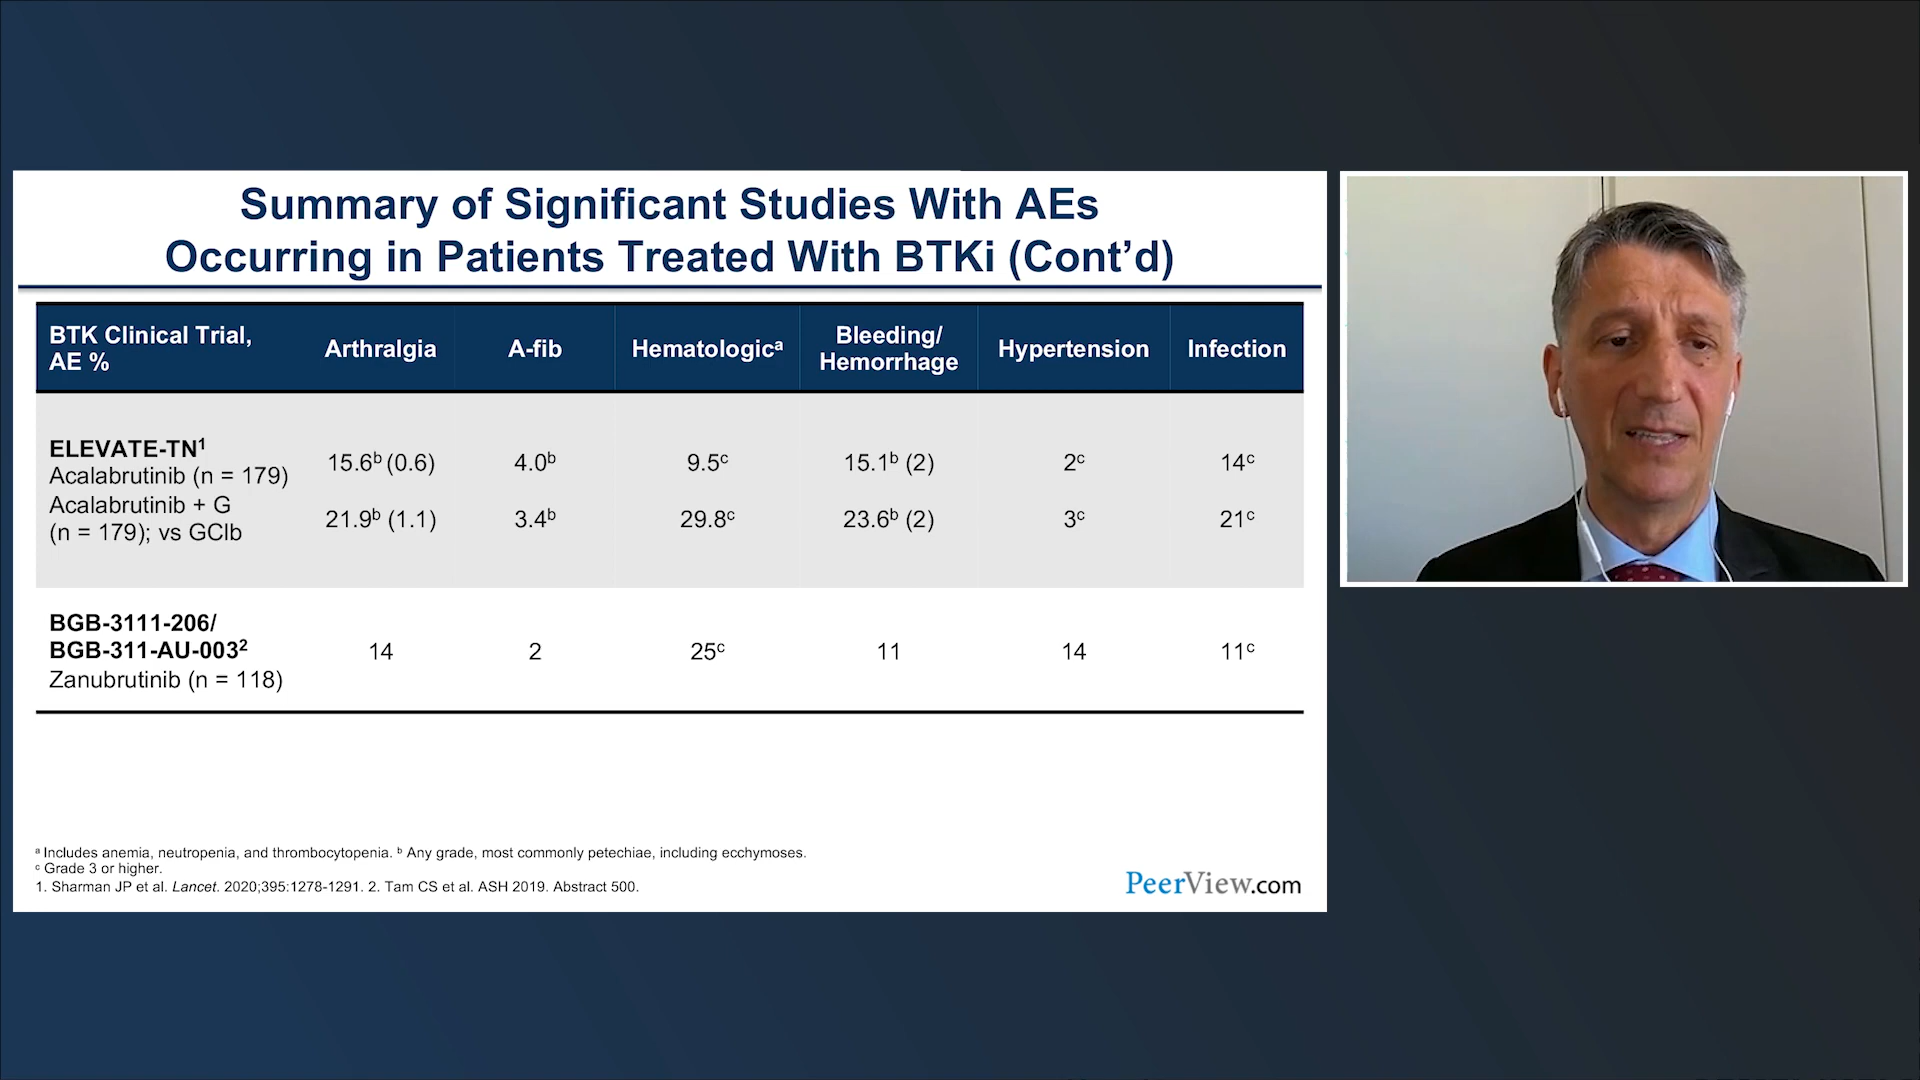 Summary of Significant Studies With AEs
Occurring in Patients Treated With BTKi (Cont’d)
BTK Clinical Trial,
AE %
Arthralgia
A-fib
Hematologicᵃ
Bleeding/
Hemorrhage
Hypertension
Infection
ELEVATE-TN¹
Acalabrutinib (n = 179)
15.6ᵇ (0.6)
4.0ᵇ
9.5ᶜ
15.1ᵇ (2)
2ᶜ
14ᶜ
Acalabrutinib + G
(n = 179); vs GClb
21.9ᵇ (1.1)
3.4ᵇ
29.8ᶜ
23.6ᵇ (2)
3ᶜ
21ᶜ
BGB-3111-206/
BGB-311-AU-003²
Zanubrutinib (n = 118)
14
2
25ᶜ
11
14
11ᶜ
ᵃ Includes anemia, neutropenia, and thrombocytopenia. ᵇ Any grade, most commonly petechiae, including ecchymoses.
ᶜ Grade 3 or higher.
1. Sharman JP et al. Lancet. 2020;395:1278-1291. 2. Tam CS et al. ASH 2019. Abstract 500.
PeerView.com